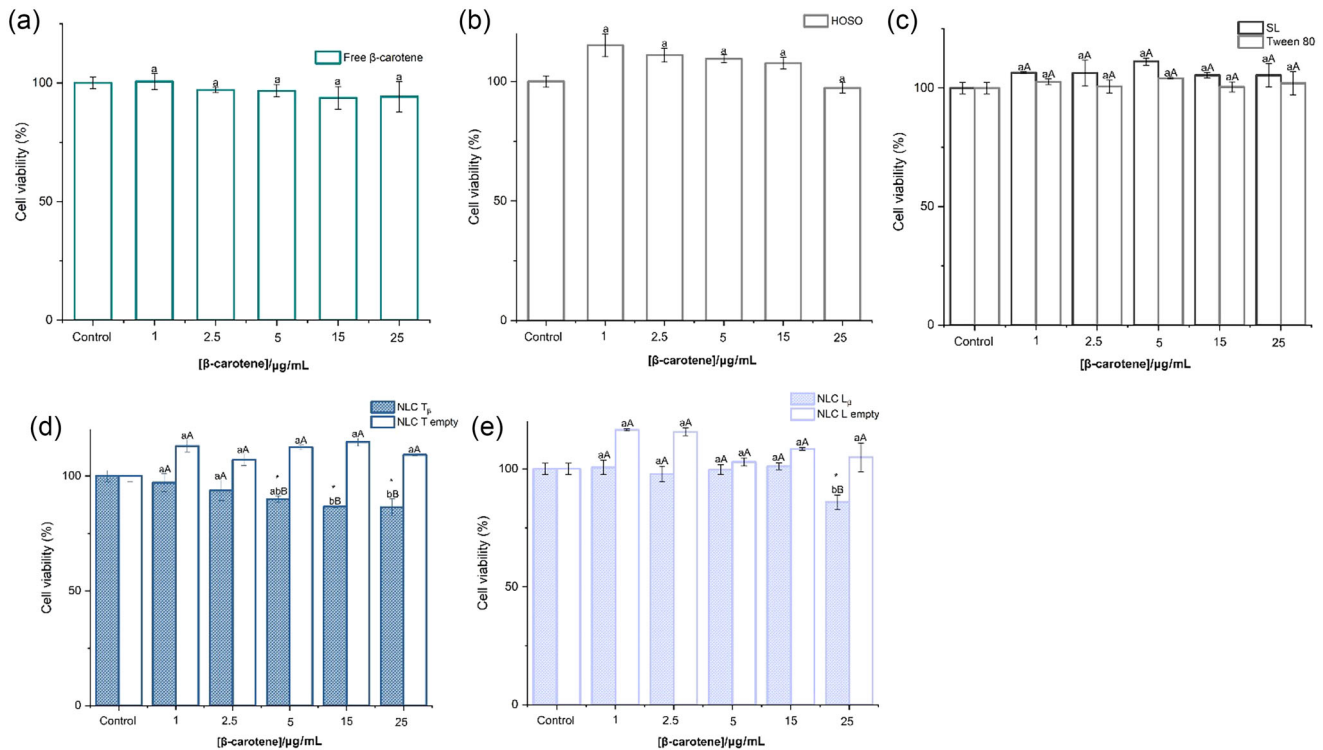 (a)
Free β-carotene
Cell viability (%)
100
50
0
a
a
a
a
a
Control
1
2.5
5
15
25
[β-carotene]/µg/mL
(b)
HOSO
Cell viability (%)
100
50
0
a
a
a
a
a
Control
1
2.5
5
15
25
[β-carotene]/µg/mL
(c)
SL
Tween 80
Cell viability (%)
100
50
0
aA
aA
aA
aA
aA
aA
aA
aA
aA
aA
Control
1
2.5
5
15
25
[β-carotene]/µg/mL
(d)
NLC Tβ
NLC T empty
Cell viability (%)
100
50
0
aA
aA
aA
aA
*
abB
aA
*
bB
aA
*
bB
aA
Control
1
2.5
5
15
25
[β-carotene]/µg/mL
(e)
NLC Lβ
NLC L empty
Cell viability (%)
100
50
0
aA
aA
aA
aA
aA
aA
aA
aA
*
bB
aA
Control
1
2.5
5
15
25
[β-carotene]/µg/mL